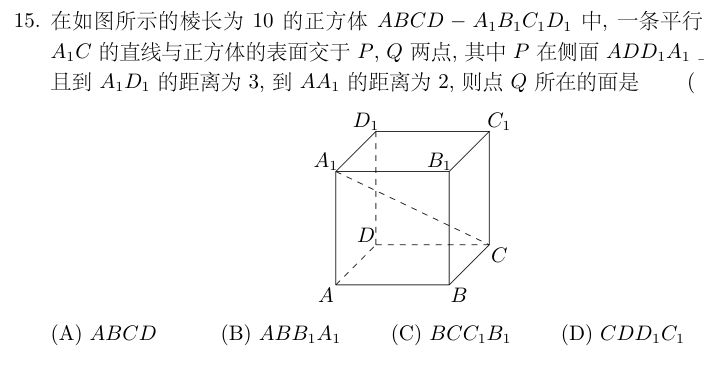 15. 在如图所示的棱长为 10 的正方体 ABCD − A₁B₁C₁D₁ 中, 一条平行
A₁C 的直线与正方体的表面交于 P, Q 两点, 其中 P 在侧面 ADD₁A₁
且到 A₁D₁ 的距离为 3, 到 AA₁ 的距离为 2, 则点 Q 所在的面是 (
D₁ C₁
A₁ B₁
D C
A B
(A) ABCD (B) ABB₁A₁ (C) BCC₁B₁ (D) CDD₁C₁